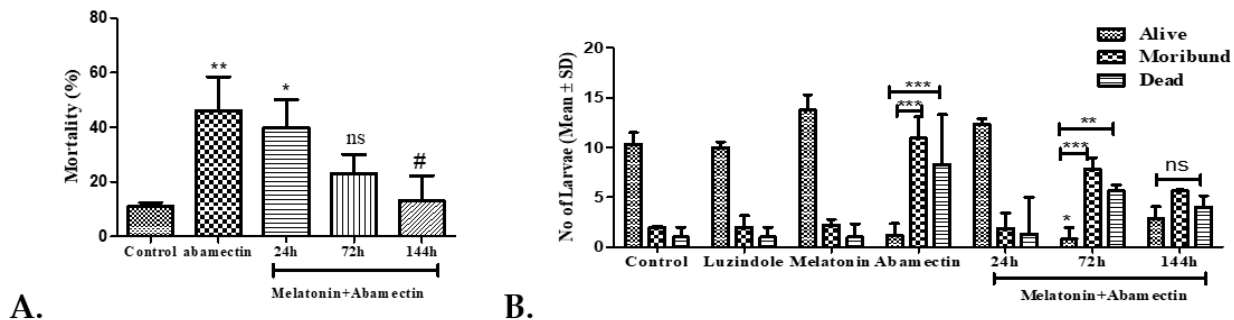 80
60
40
20
0
Mortality (%)
**
*
ns
#
Control abamectin 24h 72h 144h
Melatonin+Abamectin
A.
20
15
10
5
0
No of Larvae (Mean ± SD)
Alive
Moribund
Dead
***
***
**
***
*
ns
Control Luzindole Melatonin Abamectin 24h 72h 144h
Melatonin+Abamectin
B.